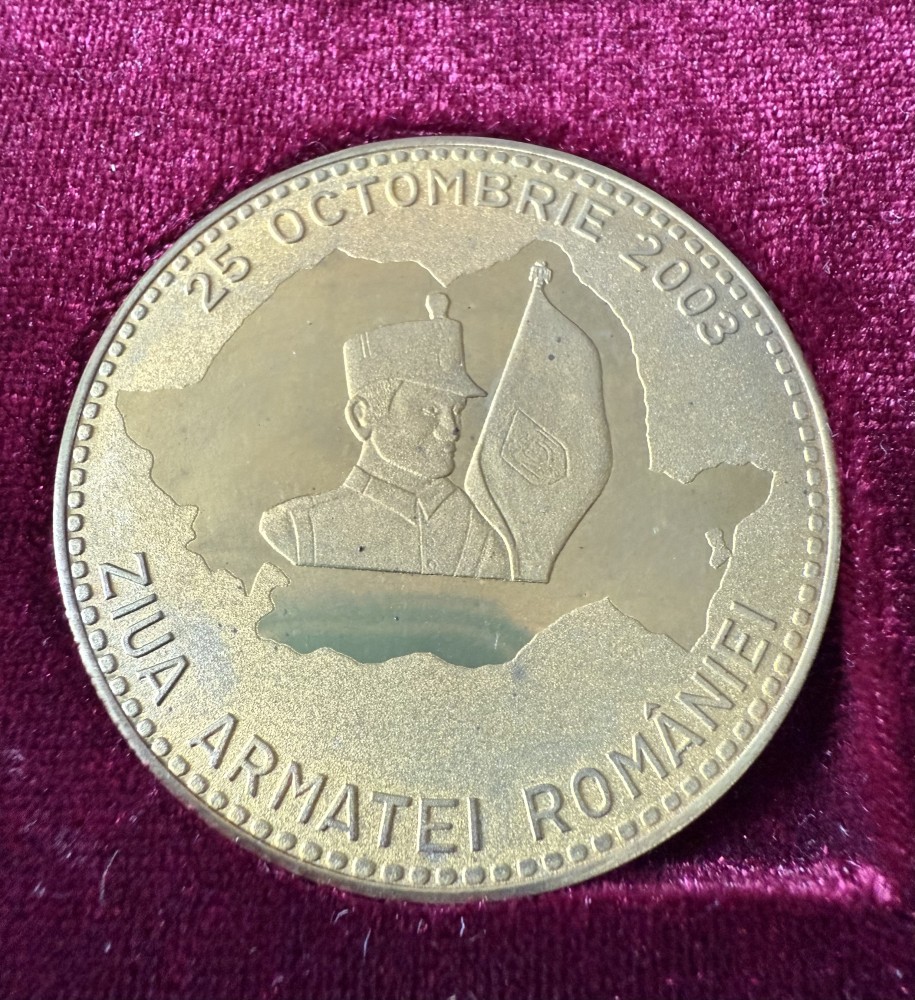 25 OCTOMBRIE 2003
ZIUA ARMATEI ROMÂNIEI